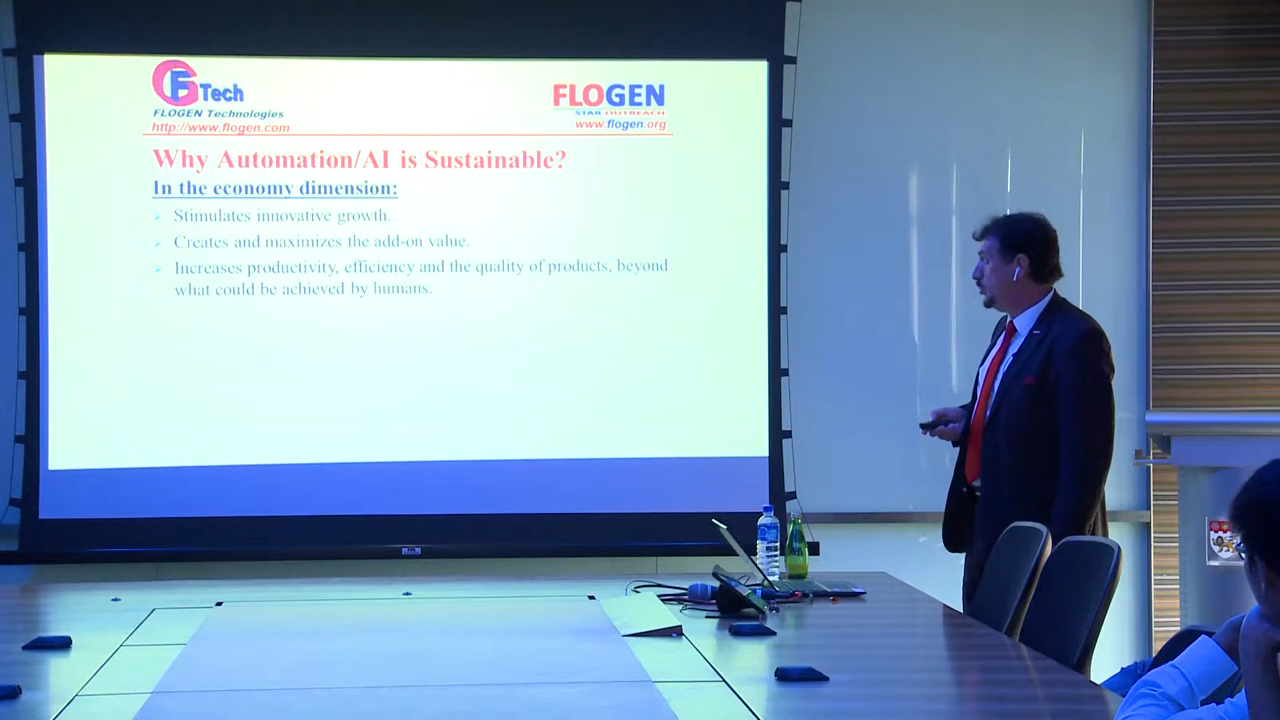 GF Tech
FLOGEN Technologies
http://www.flogen.com
FLOGEN
STAR OUTREACH
www.flogen.org
Why Automation/AI is Sustainable?
In the economy dimension:
Stimulates innovative growth.
Creates and maximizes the add-on value.
Increases productivity, efficiency and the quality of products, beyond
what could be achieved by humans.